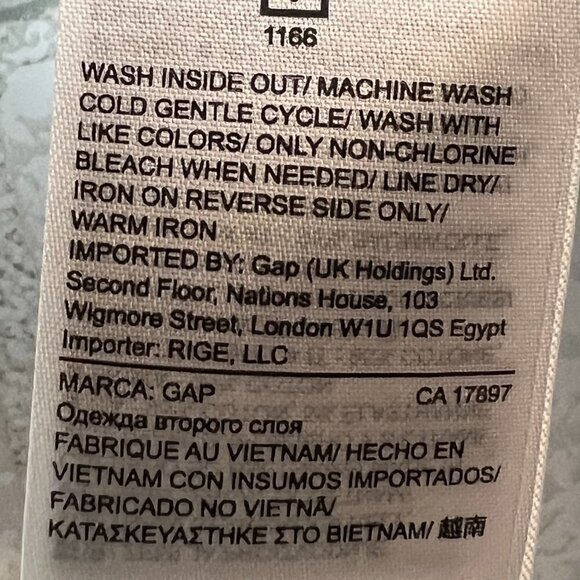 1166
WASH INSIDE OUT/ MACHINE WASH
COLD GENTLE CYCLE/ WASH WITH
LIKE COLORS/ ONLY NON-CHLORINE
BLEACH WHEN NEEDED/ LINE DRY/
IRON ON REVERSE SIDE ONLY/
WARM IRON
IMPORTED BY: Gap (UK Holdings) Ltd.
Second Floor, Nations House, 103
Wigmore Street, London W1U 1QS Egypt
Importer: RIGE, LLC
MARCA: GAP CA 17897
Одежда второго слоя
FABRIQUE AU VIETNAM/ HECHO EN
VIETNAM CON INSUMOS IMPORTADOS/
FABRICADO NO VIETNÃ/
ΚΑΤΑΣΚΕΥΑΣΤΗΚΕ ΣΤΟ ΒΙΕΤΝΑΜ/ 越南